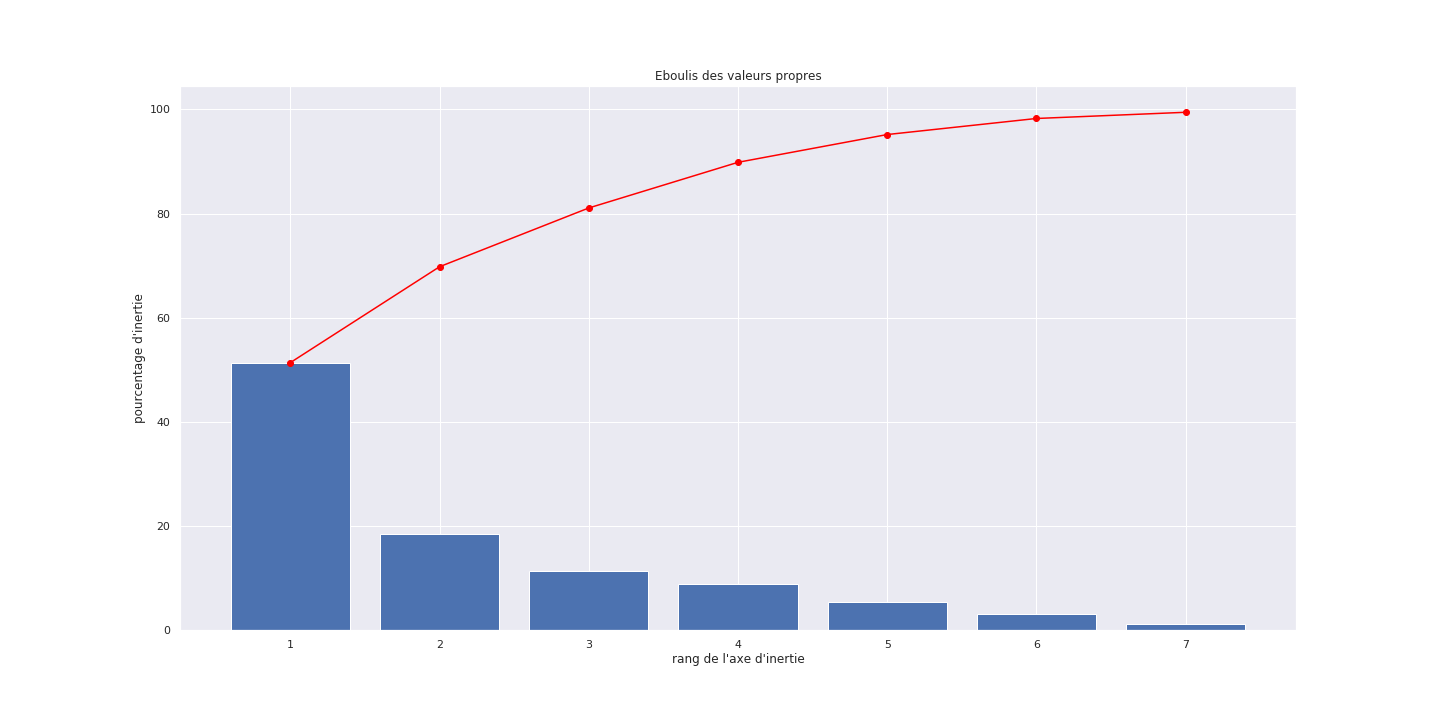 Eboulis des valeurs propres
100
80
60
40
20
0
pourcentage d'inertie
1 2 3 4 5 6 7
rang de l'axe d'inertie